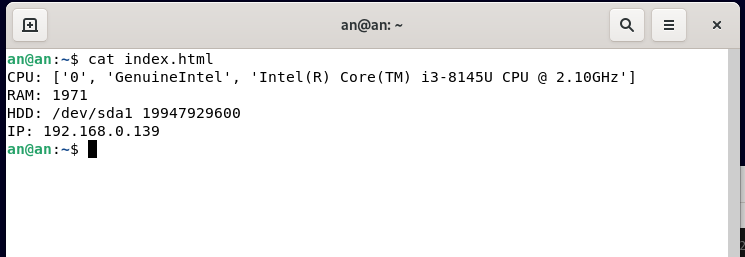 an@an: ~
an@an:~$ cat index.html
CPU: ['0', 'GenuineIntel', 'Intel(R) Core(TM) i3-8145U CPU @ 2.10GHz']
RAM: 1971
HDD: /dev/sda1 19947929600
IP: 192.168.0.139
an@an:~$